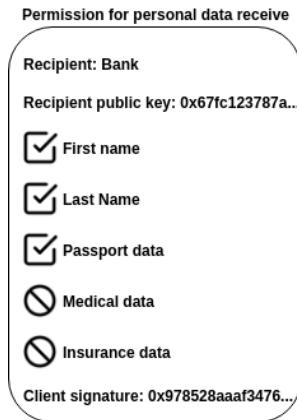 Permission for personal data receive
Recipient: Bank
Recipient public key: 0x67fc123787a...
First name
Last Name
Passport data
Medical data
Insurance data
Client signature: 0x978528aaaf3476...